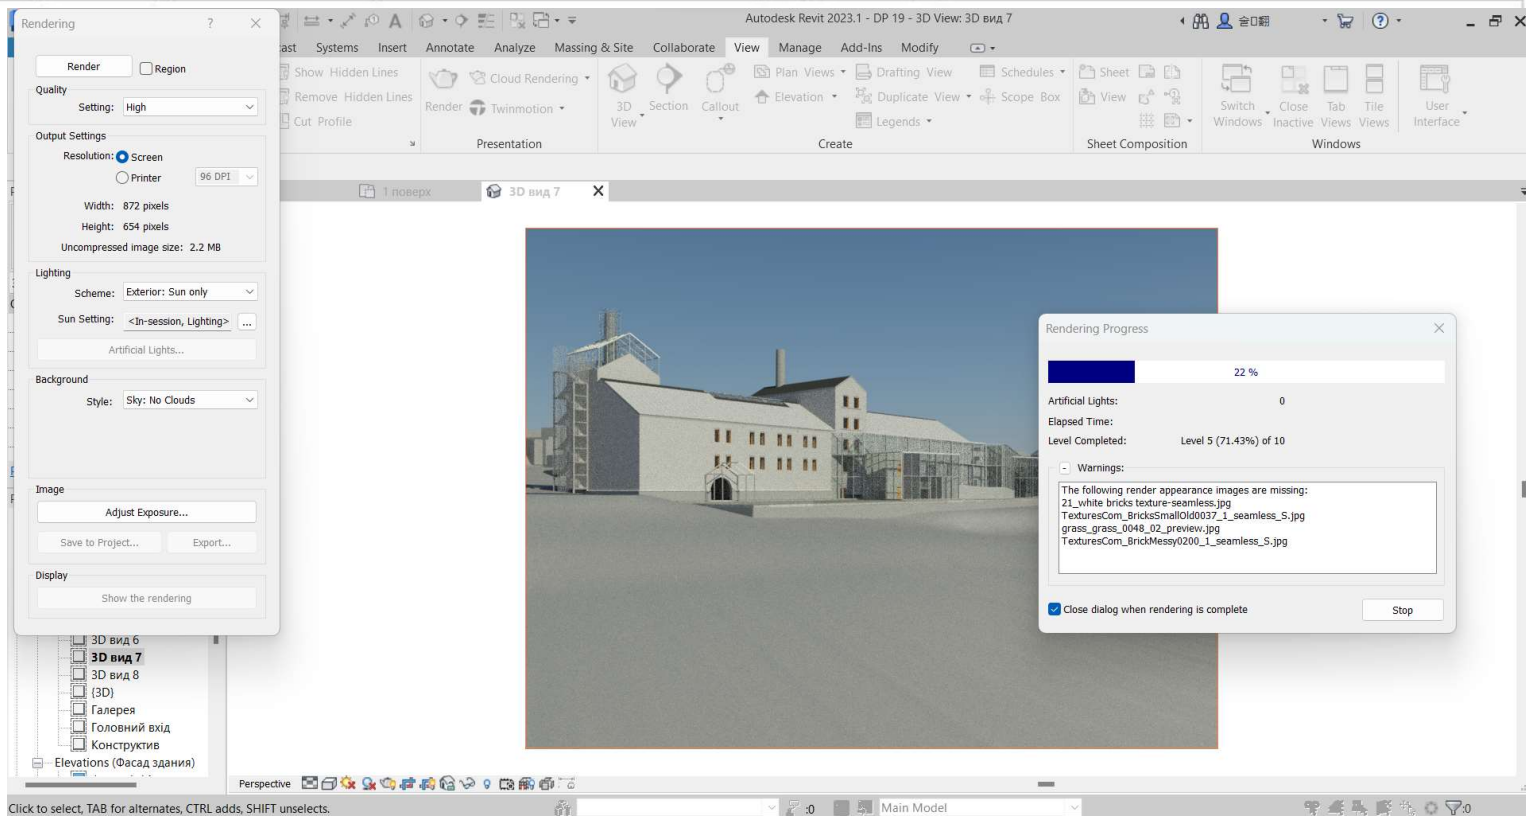 Rendering ? ×
Autodesk Revit 2023.1 - DP 19 - 3D View: 3D вид 7
Systems Insert Annotate Analyze Massing & Site Collaborate View Manage Add-Ins Modify
Render Region
Quality
Setting: High
Output Settings
Resolution: Screen
Printer 96 DPI
Width: 872 pixels
Height: 654 pixels
Uncompressed image size: 2.2 MB
Lighting
Scheme: Exterior: Sun only
Sun Setting: <In-session, Lighting> ...
Artificial Lights...
Background
Style: Sky: No Clouds
Image
Adjust Exposure...
Save to Project... Export...
Display
Show the rendering
Show Hidden Lines
Remove Hidden Lines
Cut Profile
Render
Cloud Rendering
Twinmotion
Presentation
3D View
Section
Callout
Plan Views
Elevation
Drafting View
Duplicate View
Legends
Schedules
Scope Box
Create
Sheet
View
Sheet Composition
Switch Windows
Close Inactive
Tab Views
Tile Views
Windows
User Interface
1 поверх
3D вид 7
Rendering Progress
22 %
Artificial Lights: 0
Elapsed Time:
Level Completed: Level 5 (71.43%) of 10
- Warnings:
The following render appearance images are missing:
21_white bricks texture-seamless.jpg
TexturesCom_BricksSmallOld0037_1_seamless_S.jpg
grass_grass_0048_02_preview.jpg
TexturesCom_BrickMessy0200_1_seamless_S.jpg
Close dialog when rendering is complete
Stop
3D вид 6
3D вид 7
3D вид 8
{3D}
Галерея
Головний вхід
Конструктив
Elevations (Фасад здания)
Perspective
Click to select, TAB for alternates, CTRL adds, SHIFT unselects.
:0
Main Model
:0